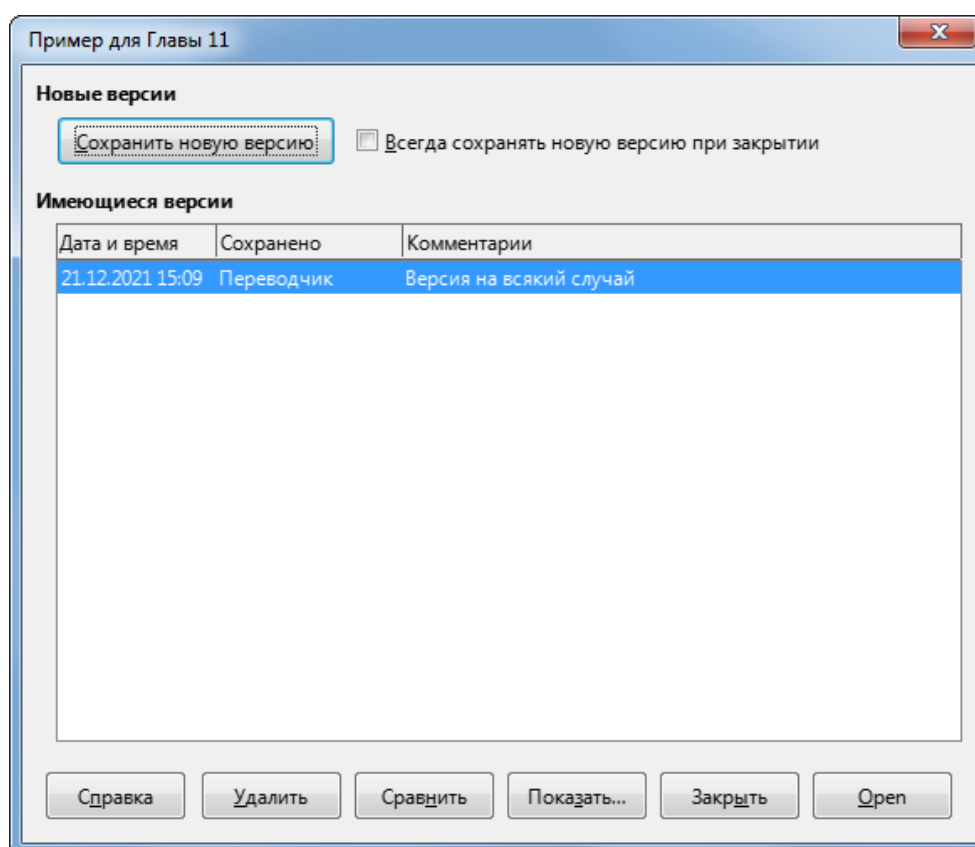 Пример для Главы 11
Новые версии
Сохранить новую версию Всегда сохранять новую версию при закрытии
Имеющиеся версии
Дата и время Сохранено Комментарии
21.12.2021 15:09 Переводчик Версия на всякий случай
Справка Удалить Сравнить Показать... Закрыть Open